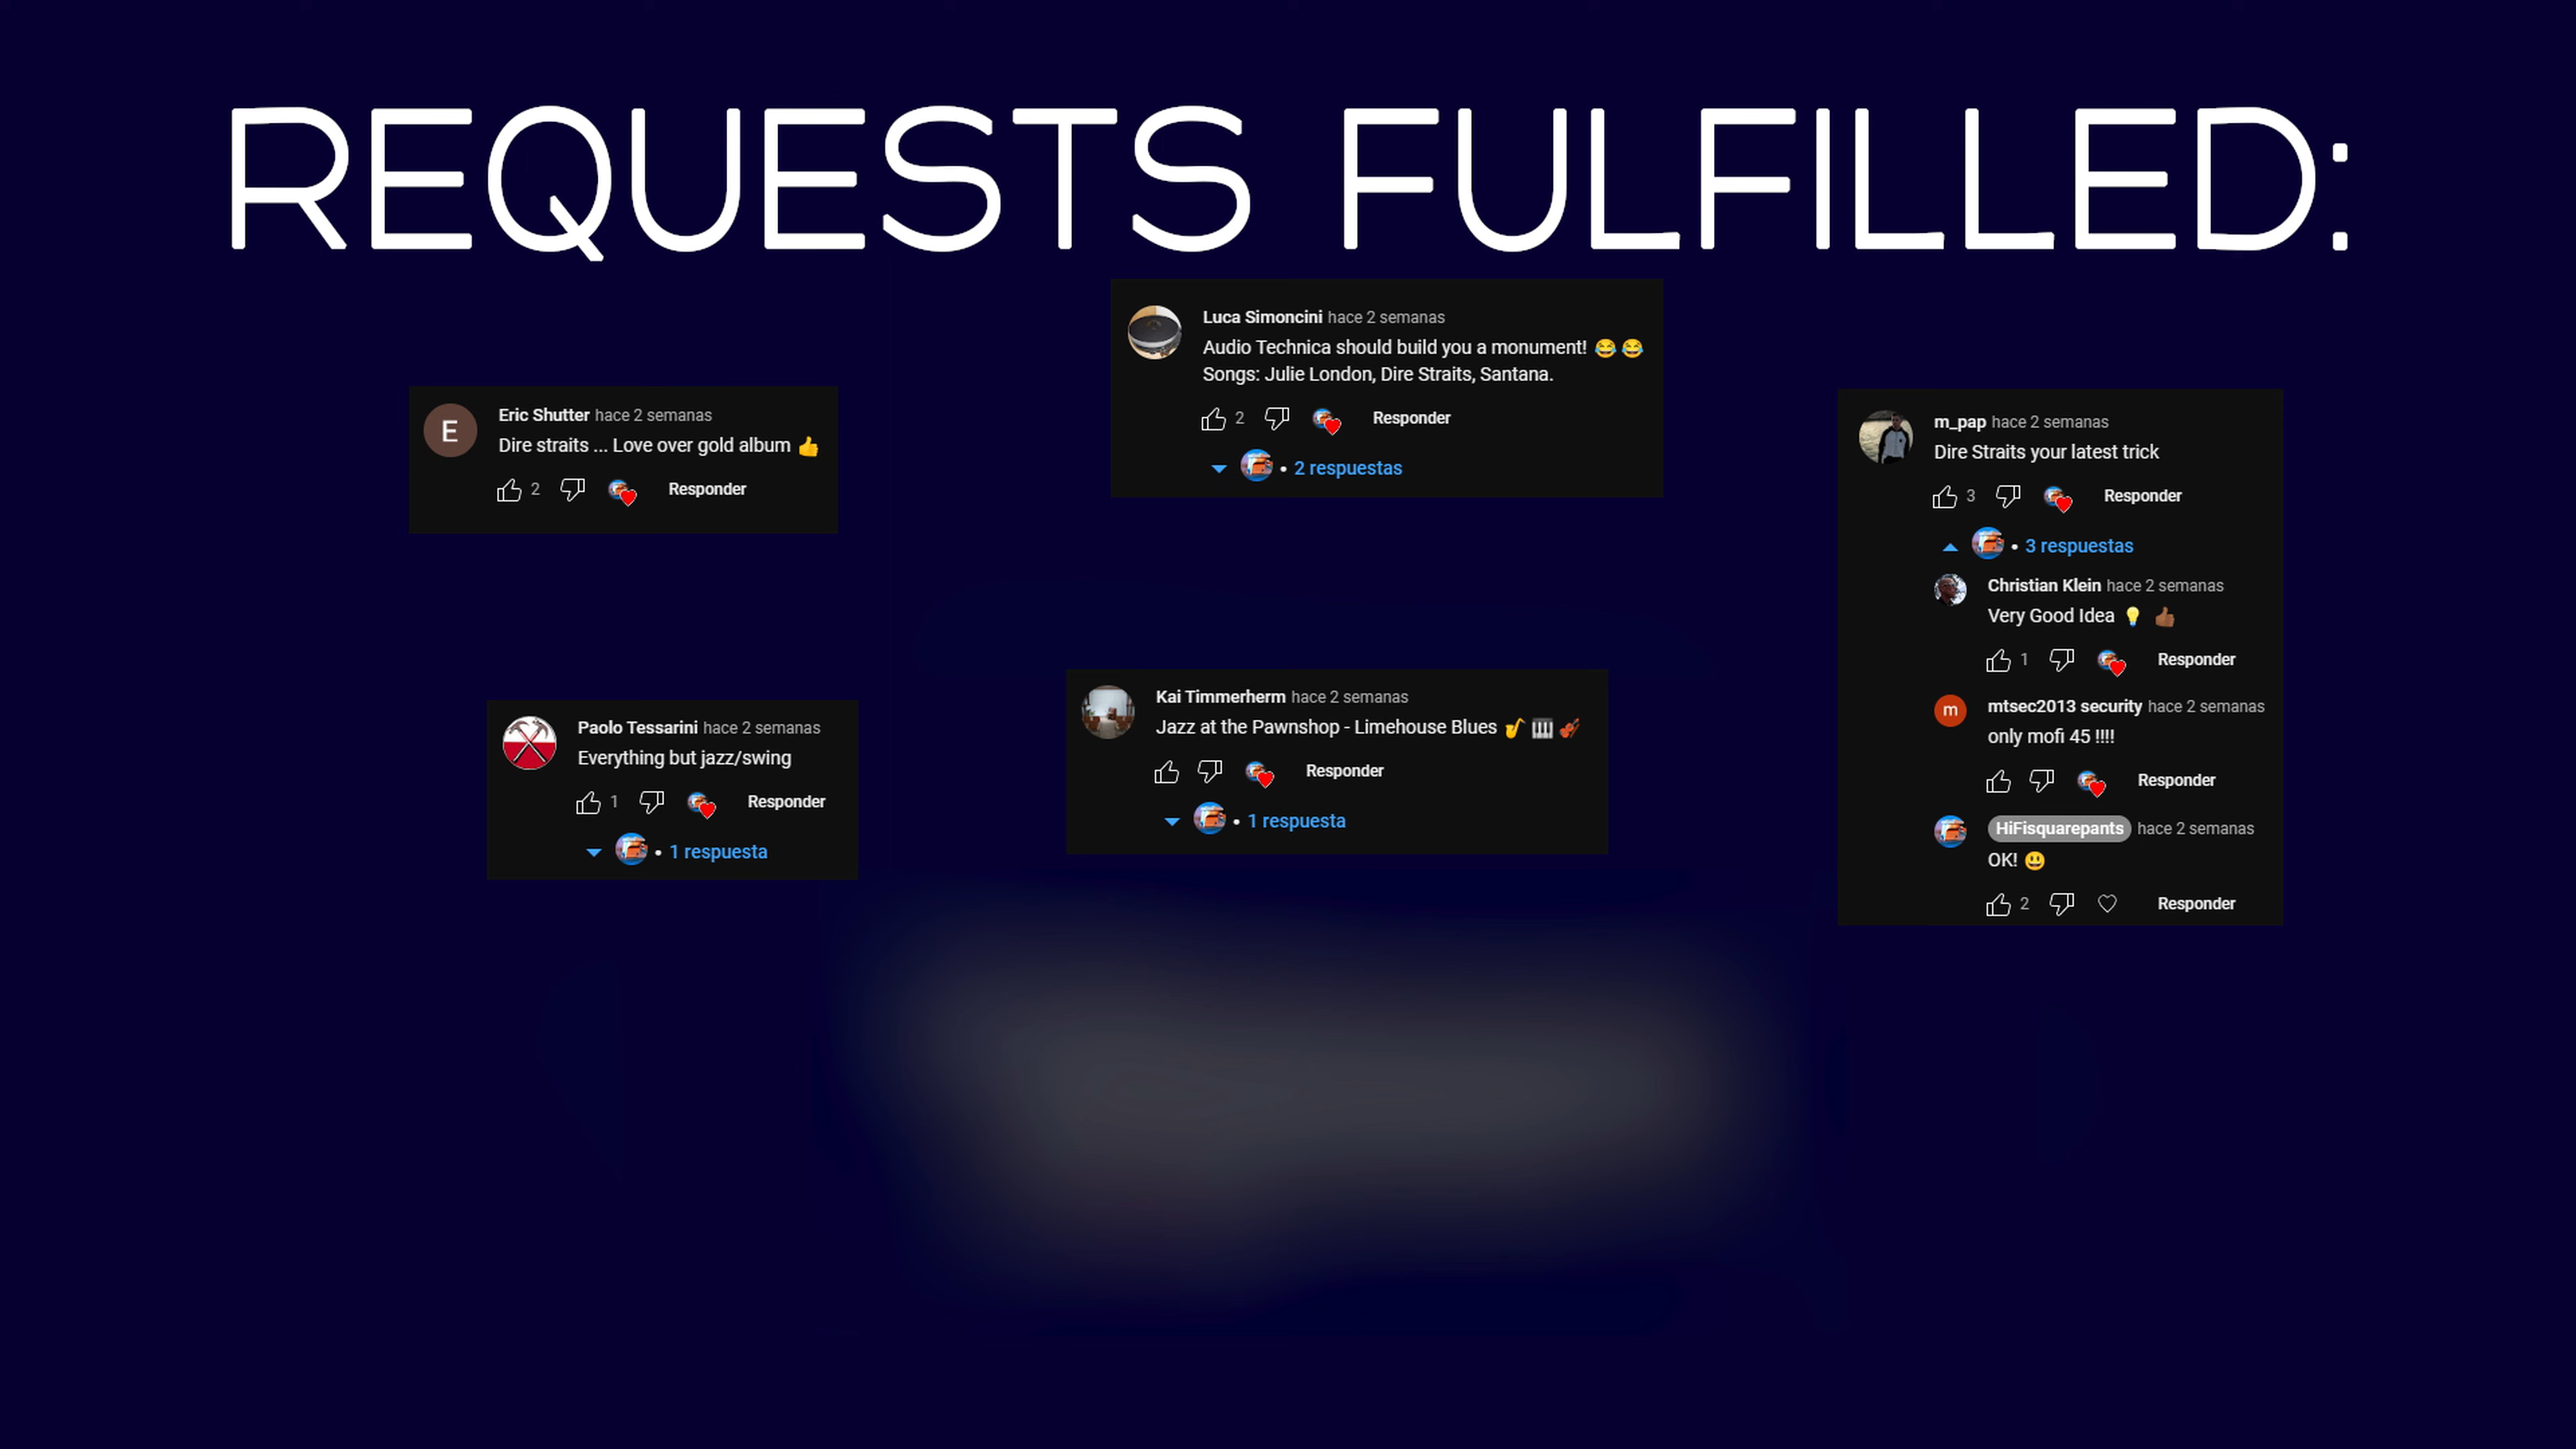 REQUESTS FULFILLED:
Luca Simoncini hace 2 semanas
Audio Technica should build you a monument! 😂 😂
Songs: Julie London, Dire Straits, Santana.
2 Responder
• 2 respuestas
E
Eric Shutter hace 2 semanas
Dire straits ... Love over gold album 👍
2 Responder
m_pap hace 2 semanas
Dire Straits your latest trick
3 Responder
• 3 respuestas
Christian Klein hace 2 semanas
Very Good Idea 💡 👍🏾
1 Responder
m
mtsec2013 security hace 2 semanas
only mofi 45 !!!!
Responder
HiFisquarepants hace 2 semanas
OK! 😃
2 Responder
Paolo Tessarini hace 2 semanas
Everything but jazz/swing
1 Responder
• 1 respuesta
Kai Timmerherm hace 2 semanas
Jazz at the Pawnshop - Limehouse Blues 🎷 🎹 🎻
Responder
• 1 respuesta